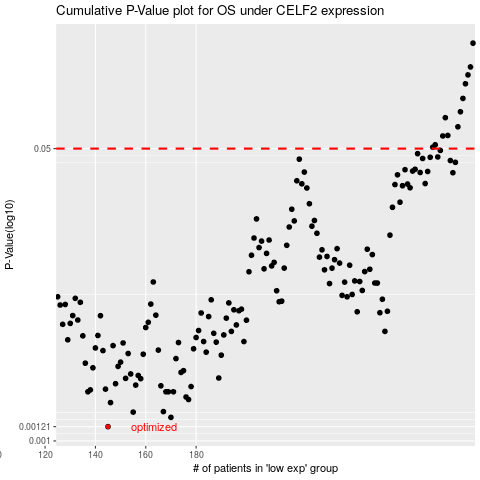 Cumulative P-Value plot for OS under CELF2 expression
P-Value(log10)
0.05
0.00121
optimized
0.001
0 120 140 160 180
# of patients in 'low exp' group